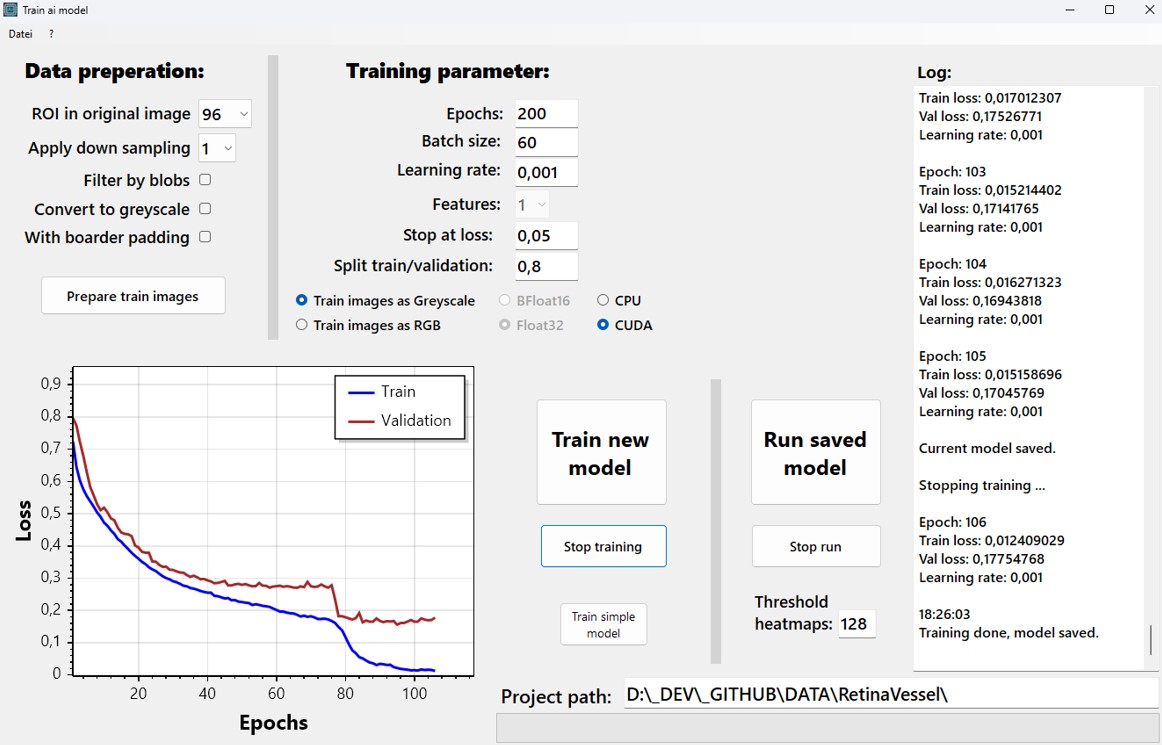 Train ai model
Datei ?
Data preperation:
ROI in original image 96
Apply down sampling 1
Filter by blobs
Convert to greyscale
With boarder padding
Prepare train images
Training parameter:
Epochs: 200
Batch size: 60
Learning rate: 0,001
Features: 1
Stop at loss: 0,05
Split train/validation: 0,8
Train images as Greyscale BFloat16 CPU
Train images as RGB Float32 CUDA
Log:
Train loss: 0,017012307
Val loss: 0,17526771
Learning rate: 0,001
Epoch: 103
Train loss: 0,015214402
Val loss: 0,17141765
Learning rate: 0,001
Epoch: 104
Train loss: 0,016271323
Val loss: 0,16943818
Learning rate: 0,001
Epoch: 105
Train loss: 0,015158696
Val loss: 0,17045769
Learning rate: 0,001
Current model saved.
Stopping training ...
Epoch: 106
Train loss: 0,012409029
Val loss: 0,17754768
Learning rate: 0,001
18:26:03
Training done, model saved.
Train
Validation
0,9
0,8
0,7
0,6
0,5
0,4
0,3
0,2
0,1
0
Loss
20 40 60 80 100
Epochs
Train new
model
Stop training
Train simple
model
Run saved
model
Stop run
Threshold
heatmaps: 128
Project path: D:\_DEV\_GITHUB\DATA\RetinaVessel\